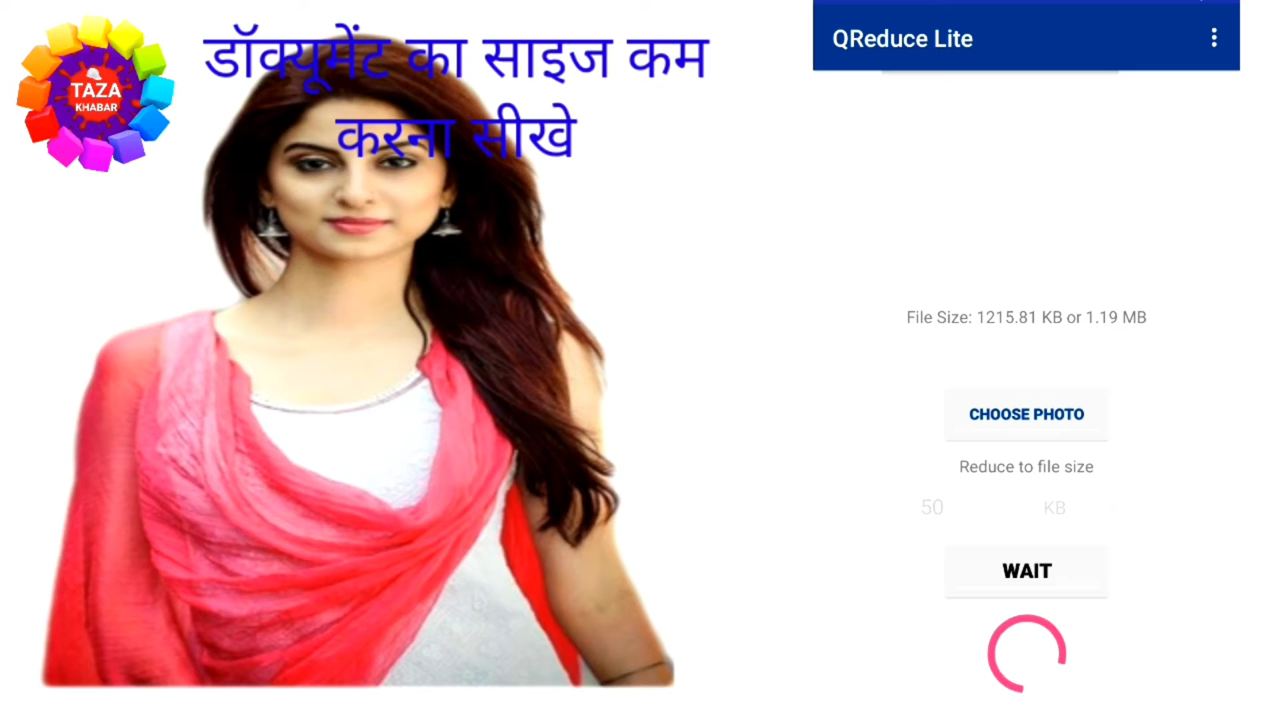 TAZA
KHABAR
डॉक्यूमेंट का साइज कम
करना सीखे
QReduce Lite
File Size: 1215.81 KB or 1.19 MB
CHOOSE PHOTO
Reduce to file size
50 KB
WAIT